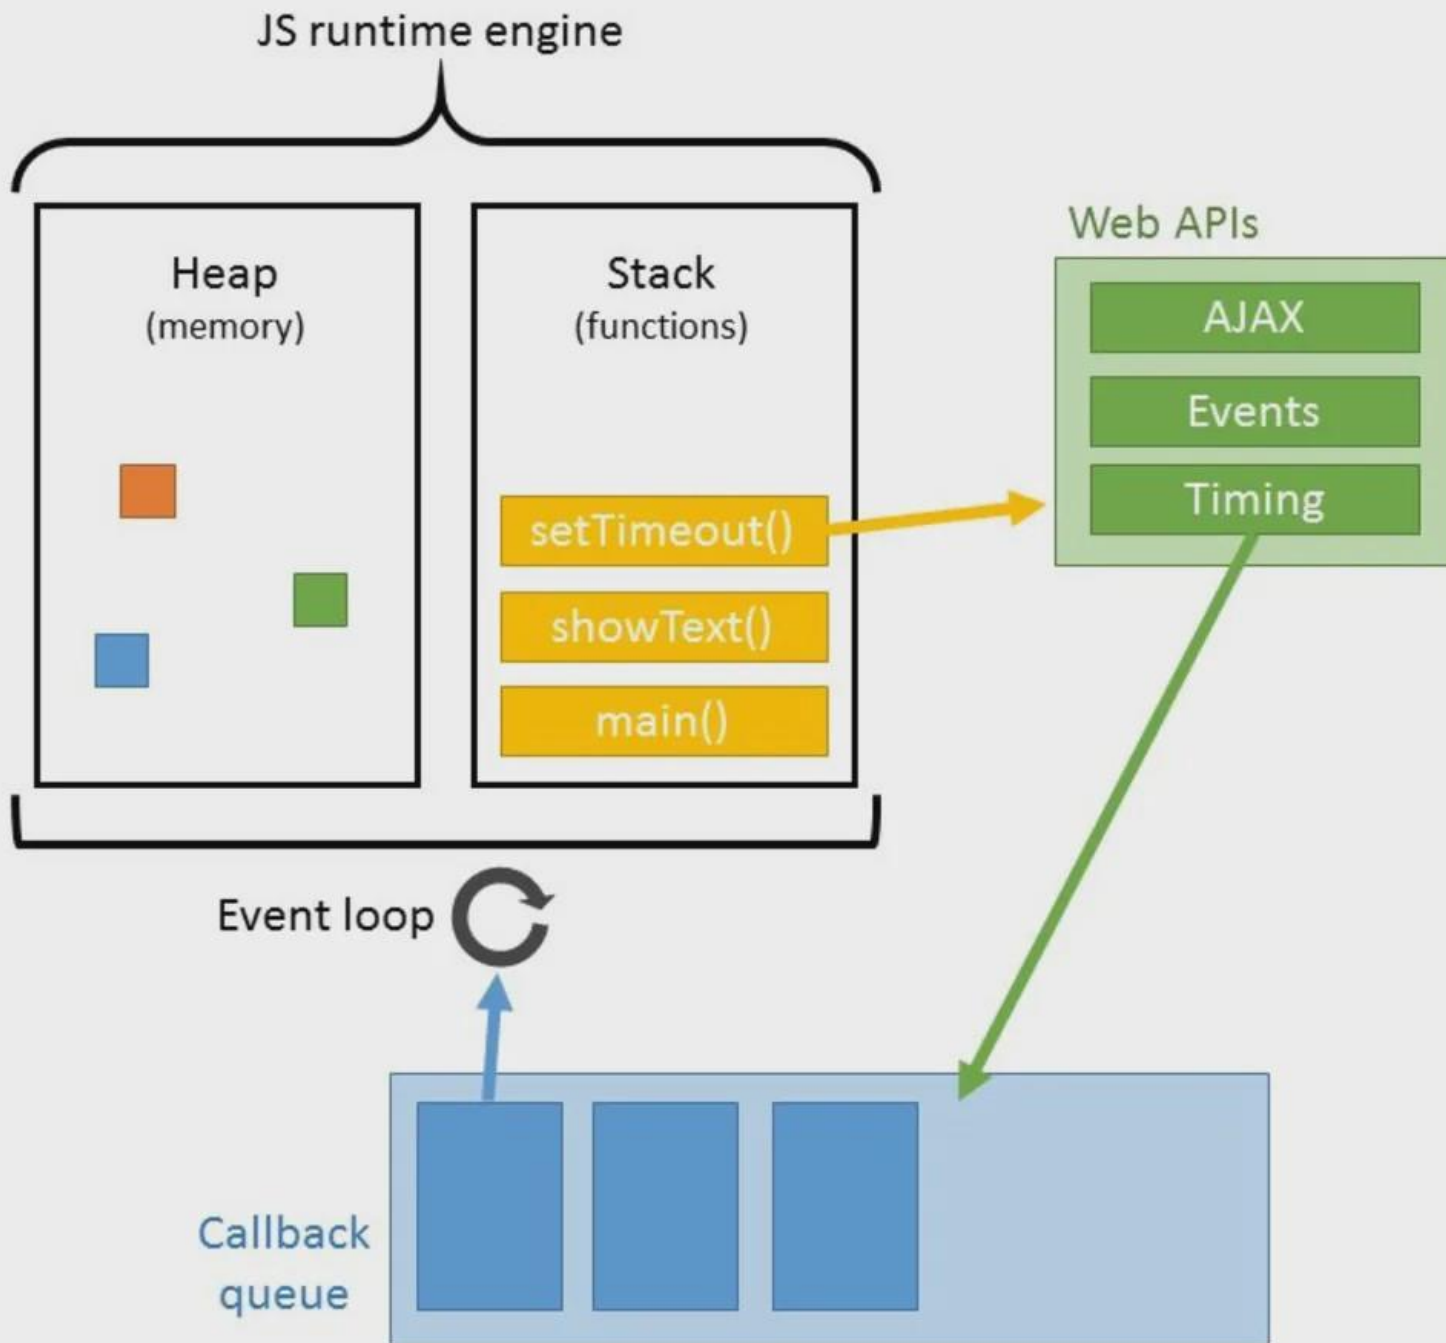 JS runtime engine
Heap
(memory)
Stack
(functions)
setTimeout()
showText()
main()
Web APIs
AJAX
Events
Timing
Event loop
Callback
queue